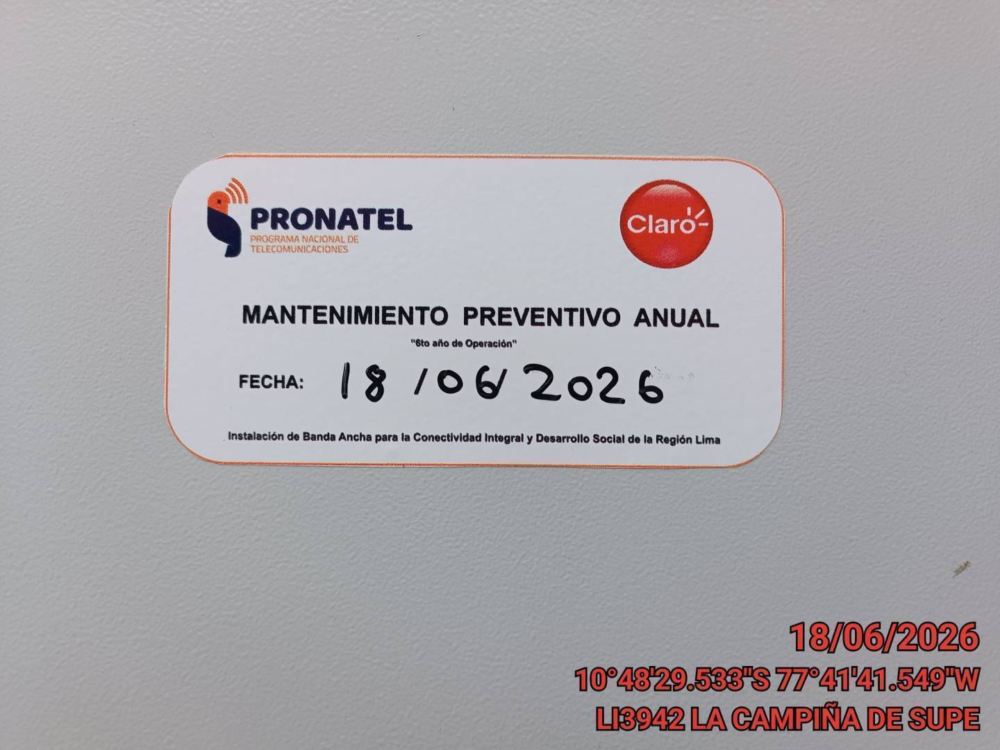 PRONATEL
PROGRAMA NACIONAL DE
TELECOMUNICACIONES
Claro
MANTENIMIENTO PREVENTIVO ANUAL
"6to año de Operación"
FECHA: 18/06/2026
Instalación de Banda Ancha para la Conectividad Integral y Desarrollo Social de la Región Lima
18/06/2026
10°48'29.533"S 77°41'41.549"W
LI3942 LA CAMPIÑA DE SUPE